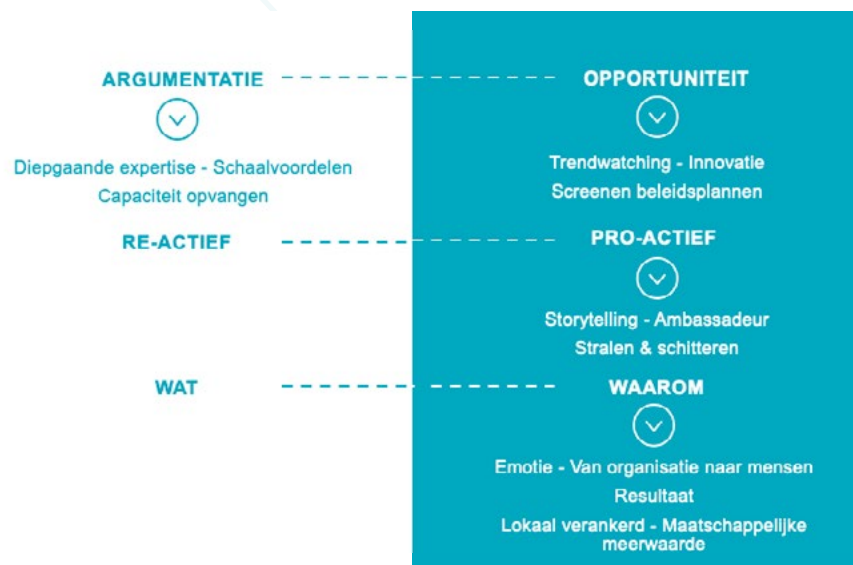 ARGUMENTATIE
OPPORTUNITEIT
Diepgaande expertise - Schaalvoordelen
Capaciteit opvangen
Trendwatching - Innovatie
Screenen beleidsplannen
RE-ACTIEF
PRO-ACTIEF
Storytelling - Ambassadeur
Stralen & schitteren
WAT
WAAROM
Emotie - Van organisatie naar mensen
Resultaat
Lokaal verankerd - Maatschappelijke
meerwaarde